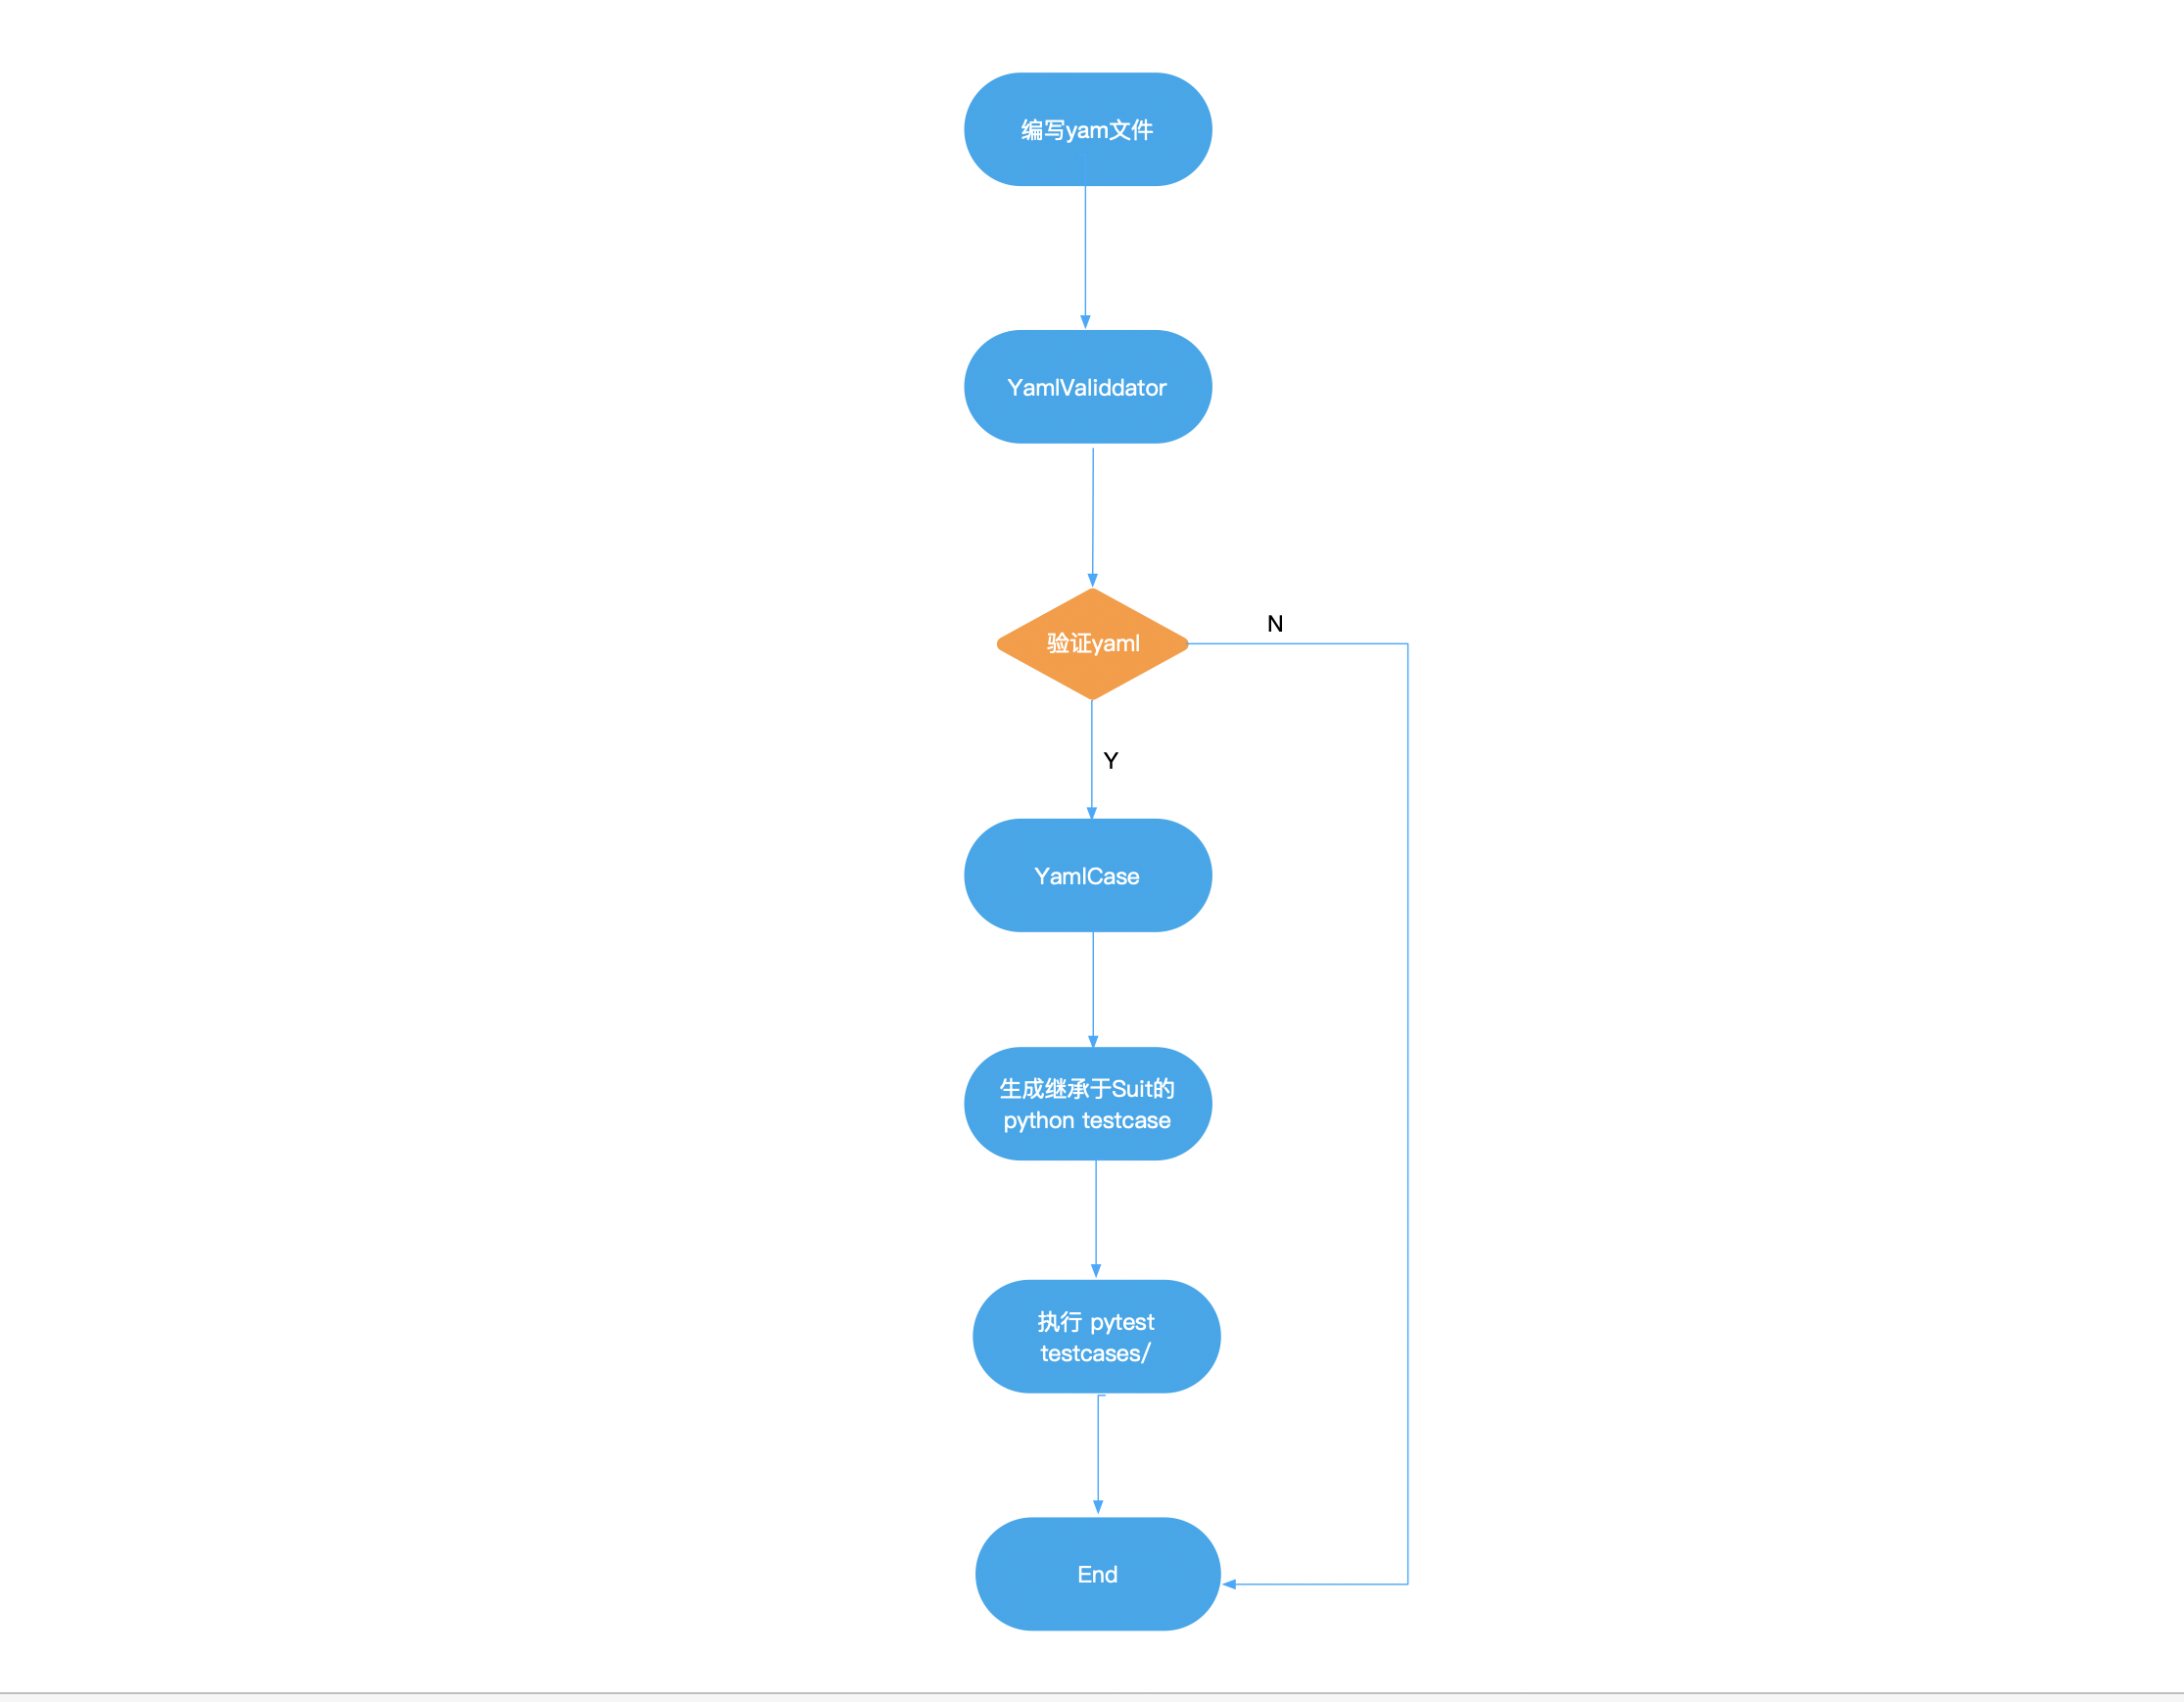 编写yam文件
YamlValiddator
验证yaml
N
Y
YamlCase
生成继承于Suit的
python testcase
执行 pytest
testcases/
End